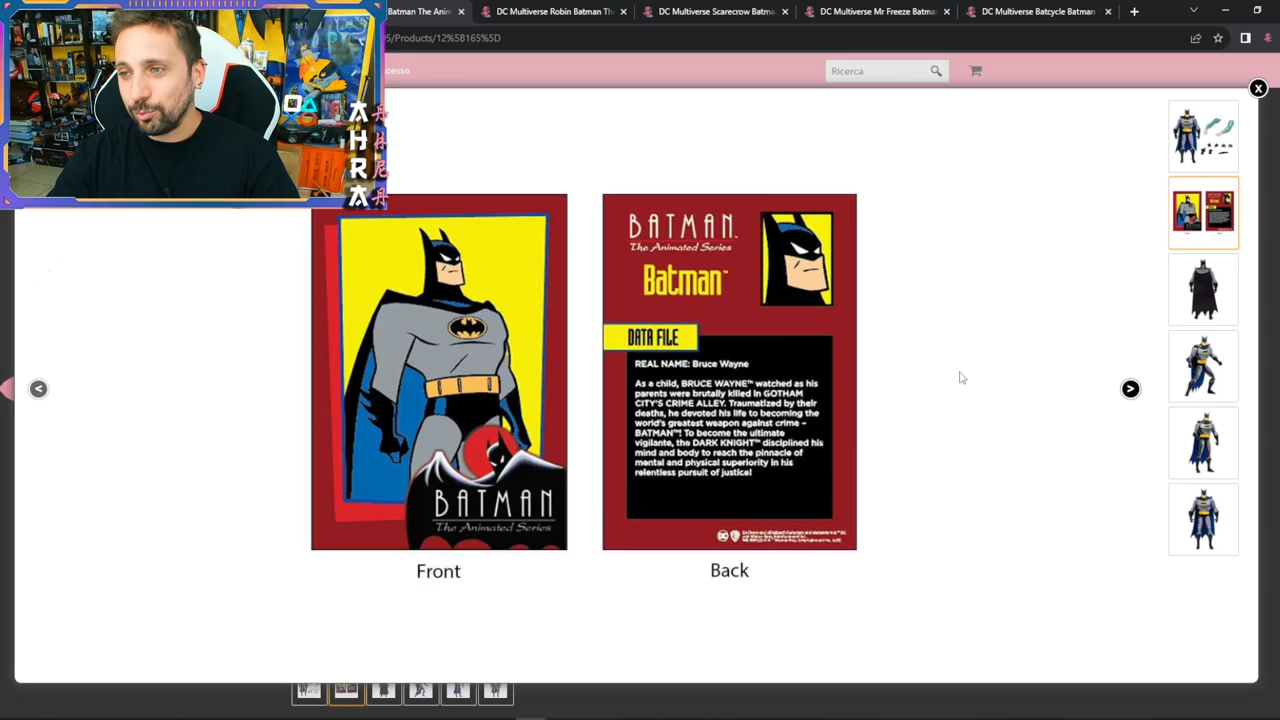 Batman The Anim
DC Multiverse Robin Batman Th
DC Multiverse Scarecrow Batma
DC Multiverse Mr Freeze Batma
DC Multiverse Batcycle Batman
5/Products/12%5B165%5D
Ricerca
X
A 丹
H
R 尺
A 丹
BATMAN
The Animated Series
Front
BATMAN™
The Animated Series
Batman™
DATA FILE
REAL NAME: Bruce Wayne
As a child, BRUCE WAYNE™ watched as his
parents were brutally killed in GOTHAM
CITY'S CRIME ALLEY. Traumatized by their
deaths, he devoted his life to becoming the
world's greatest weapon against crime –
BATMAN™! To become the ultimate
vigilante, the DARK KNIGHT™ disciplined his
mind and body to reach the pinnacle of
mental and physical superiority in his
relentless pursuit of justice!
Back